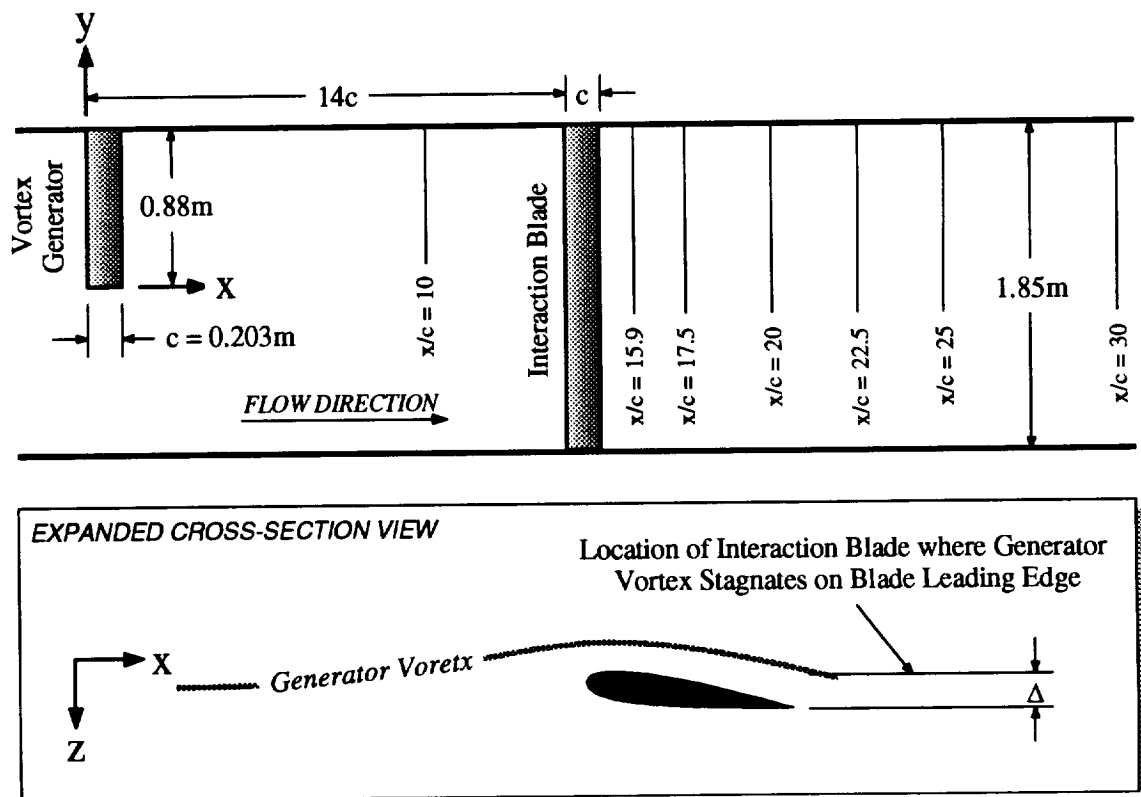 y
14c
c
Vortex
Generator
0.88m
x
c = 0.203m
x/c = 10
Interaction Blade
x/c = 15.9
x/c = 17.5
x/c = 20
x/c = 22.5
x/c = 25
1.85m
x/c = 30
FLOW DIRECTION
EXPANDED CROSS-SECTION VIEW
Location of Interaction Blade where Generator
Vortex Stagnates on Blade Leading Edge
x
Generator Voretx
Δ
z